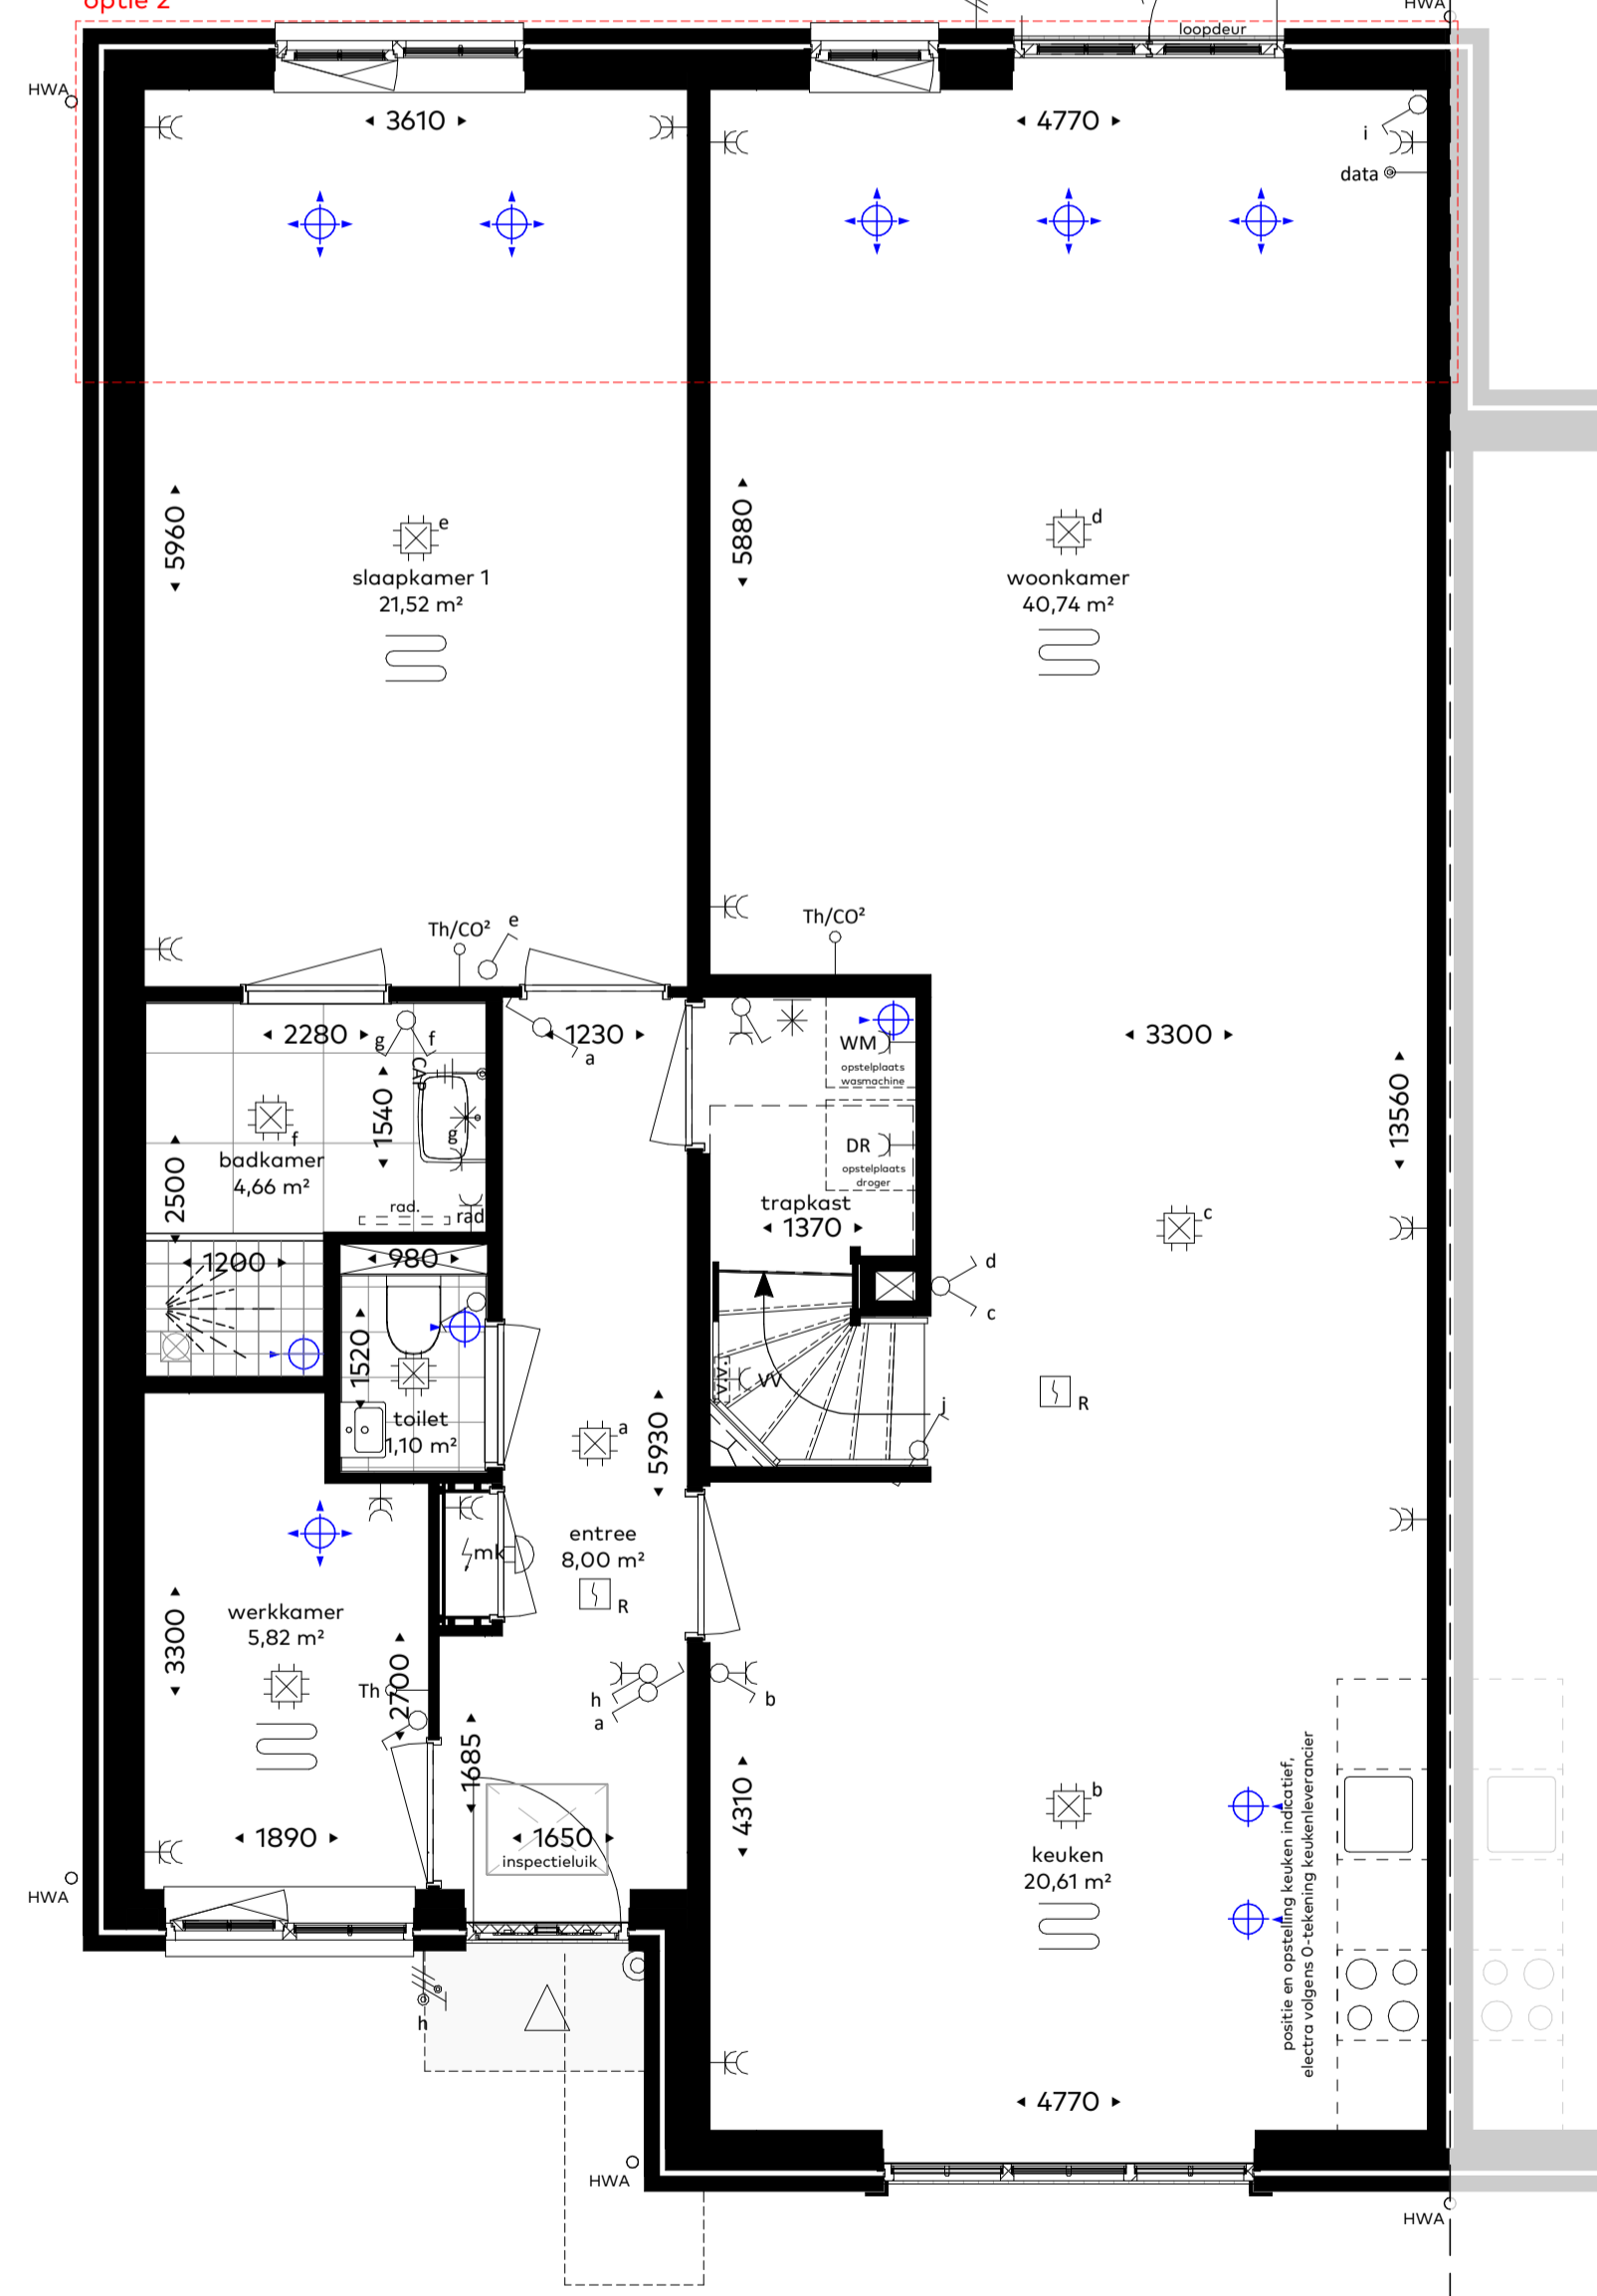 optie 2
HWA
loopdeur
HWA
3610
4770
i
data
5960
5880
e
d
slaapkamer 1
21,52 m²
woonkamer
40,74 m²
Th/CO²
e
Th/CO²
2280
g
f
1230
a
WM
opstelplaats
wasmachine
3300
CAP
1540
13560
f
g
badkamer
4,66 m²
2500
DR
opstelplaats
droger
rad.
rad
trapkast
1370
c
1200
980
d
c
1520
v.v.
VV
R
j
toilet
1,10 m²
a
5930
entree
8,00 m²
mk
R
werkkamer
5,82 m²
3300
2700
Th
h
a
b
1685
4310
b
1890
1650
inspectieluik
keuken
20,61 m²
positie en opstelling keuken indicatief,
electra volgens O-tekening keukenleverancier
HWA
h
4770
HWA
HWA